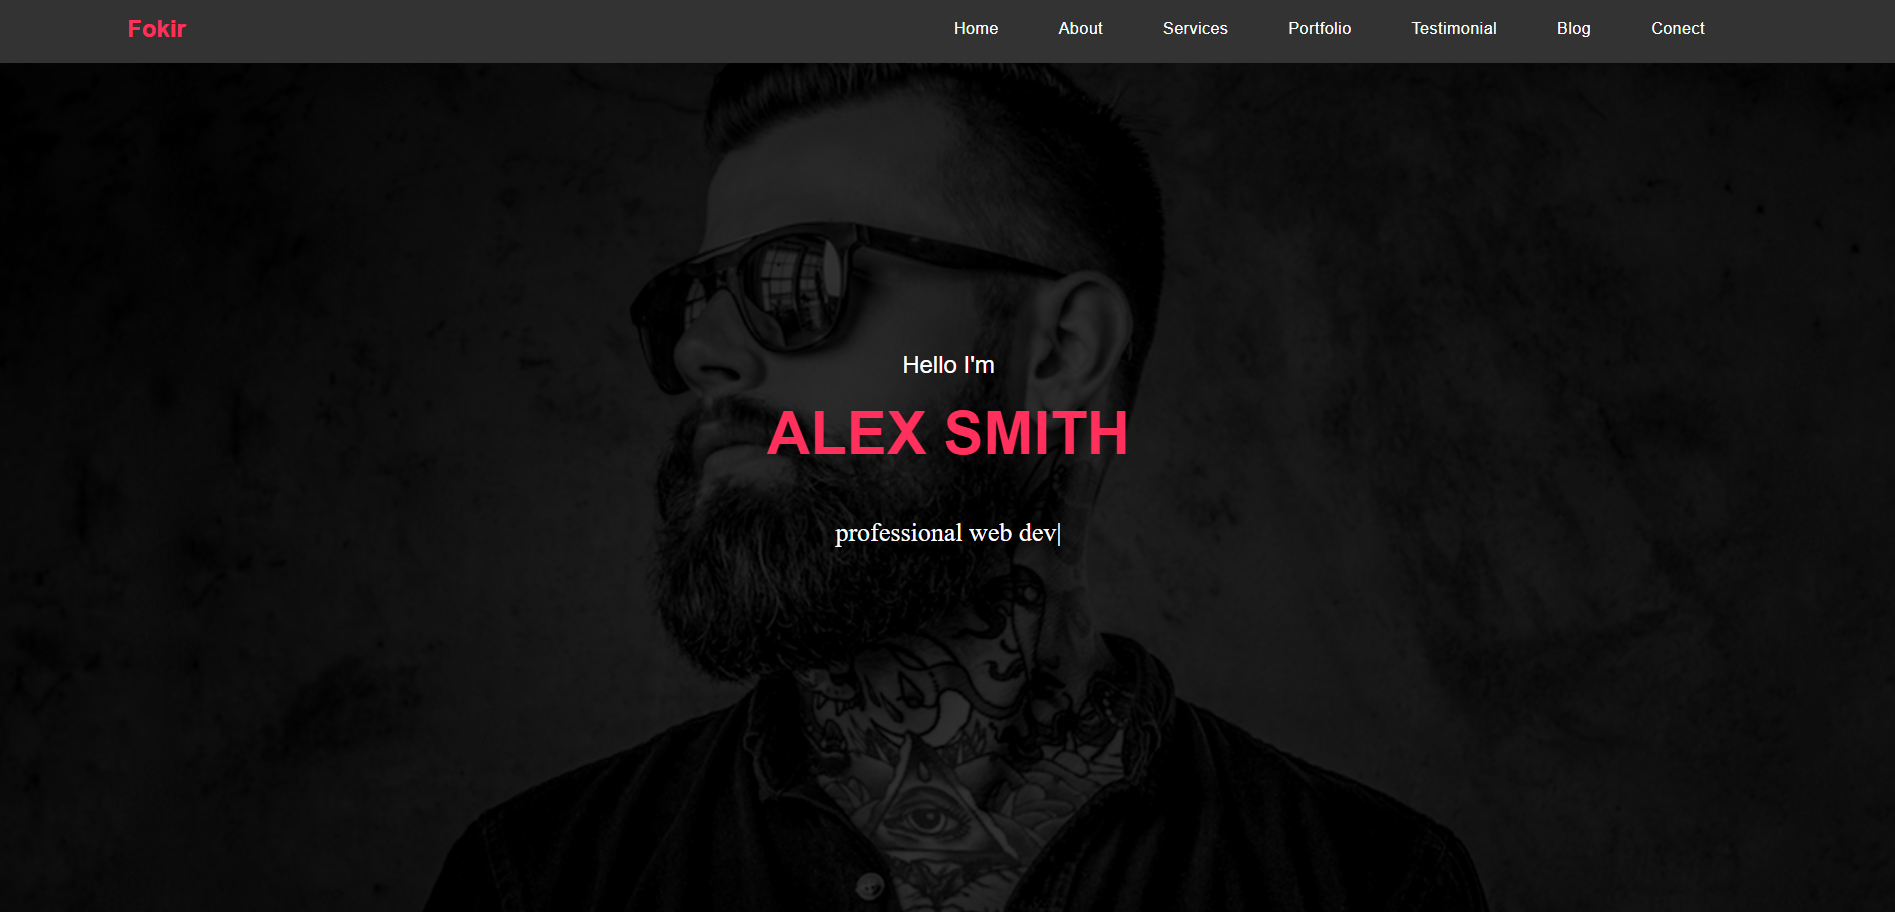 Fokir
Home About Services Portfolio Testimonial Blog Conect
Hello I'm
ALEX SMITH
professional web dev|